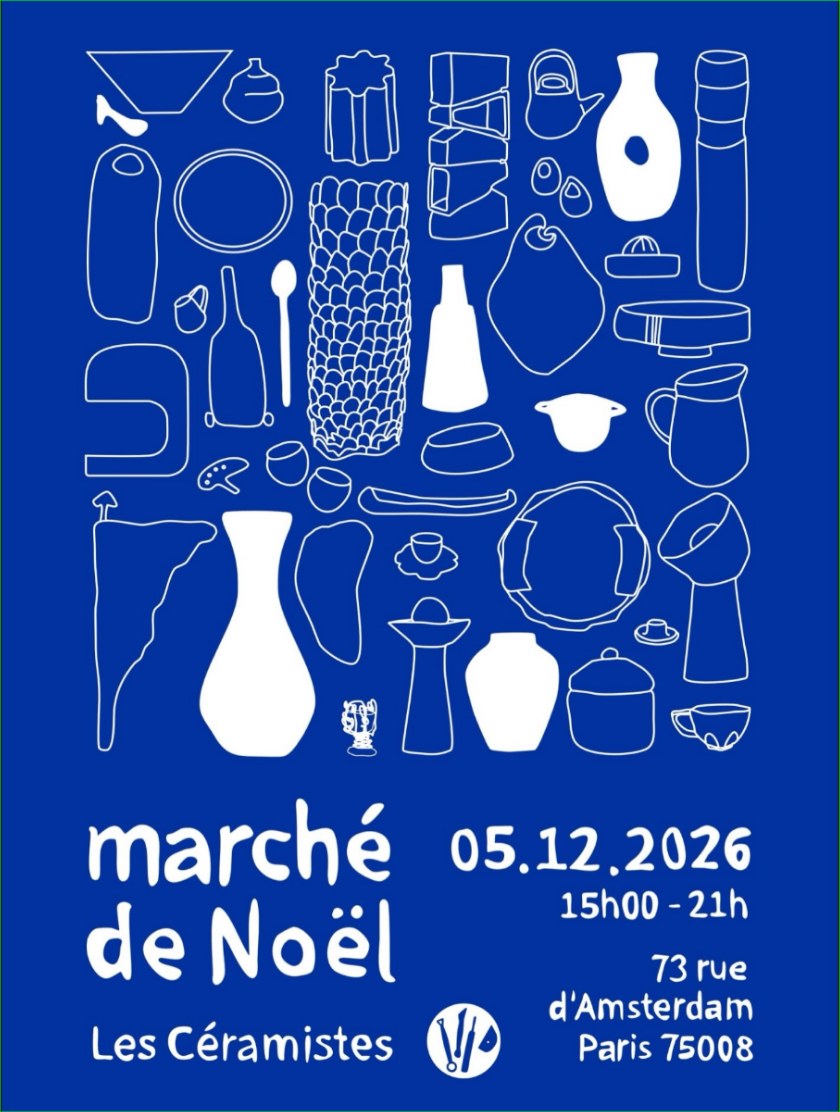 marché
de Noël
Les Céramistes
05.12.2026
15h00 - 21h
73 rue
d'Amsterdam
Paris 75008